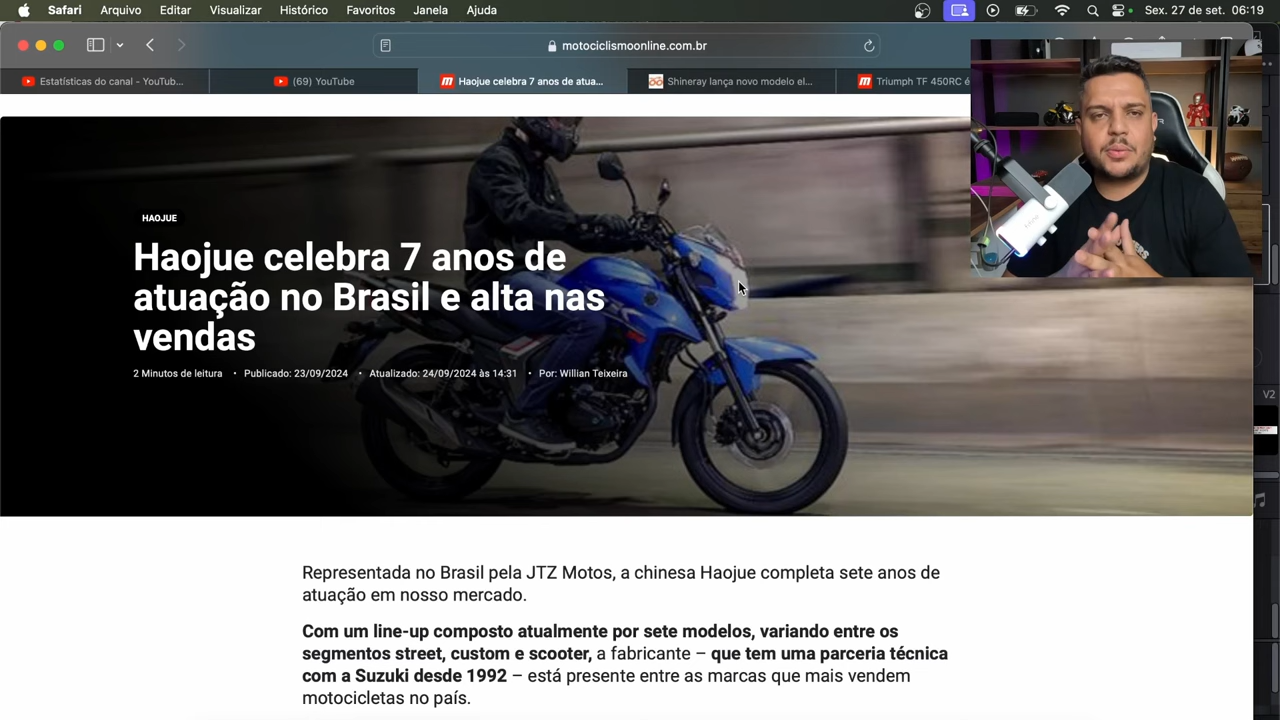 Safari Arquivo Editar Visualizar Histórico Favoritos Janela Ajuda Sex. 27 de set. 06:19
motociclismoonline.com.br
Estatísticas do canal - YouTub... (69) YouTube Haojue celebra 7 anos de atua... Shineray lança novo modelo el... Triumph TF 450RC é
HAOJUE
Haojue celebra 7 anos de
atuação no Brasil e alta nas
vendas
2 Minutos de leitura • Publicado: 23/09/2024 • Atualizado: 24/09/2024 às 14:31 • Por: Willian Teixeira
V2
Representada no Brasil pela JTZ Motos, a chinesa Haojue completa sete anos de
atuação em nosso mercado.
Com um line-up composto atualmente por sete modelos, variando entre os
segmentos street, custom e scooter, a fabricante – que tem uma parceria técnica
com a Suzuki desde 1992 – está presente entre as marcas que mais vendem
motocicletas no país.